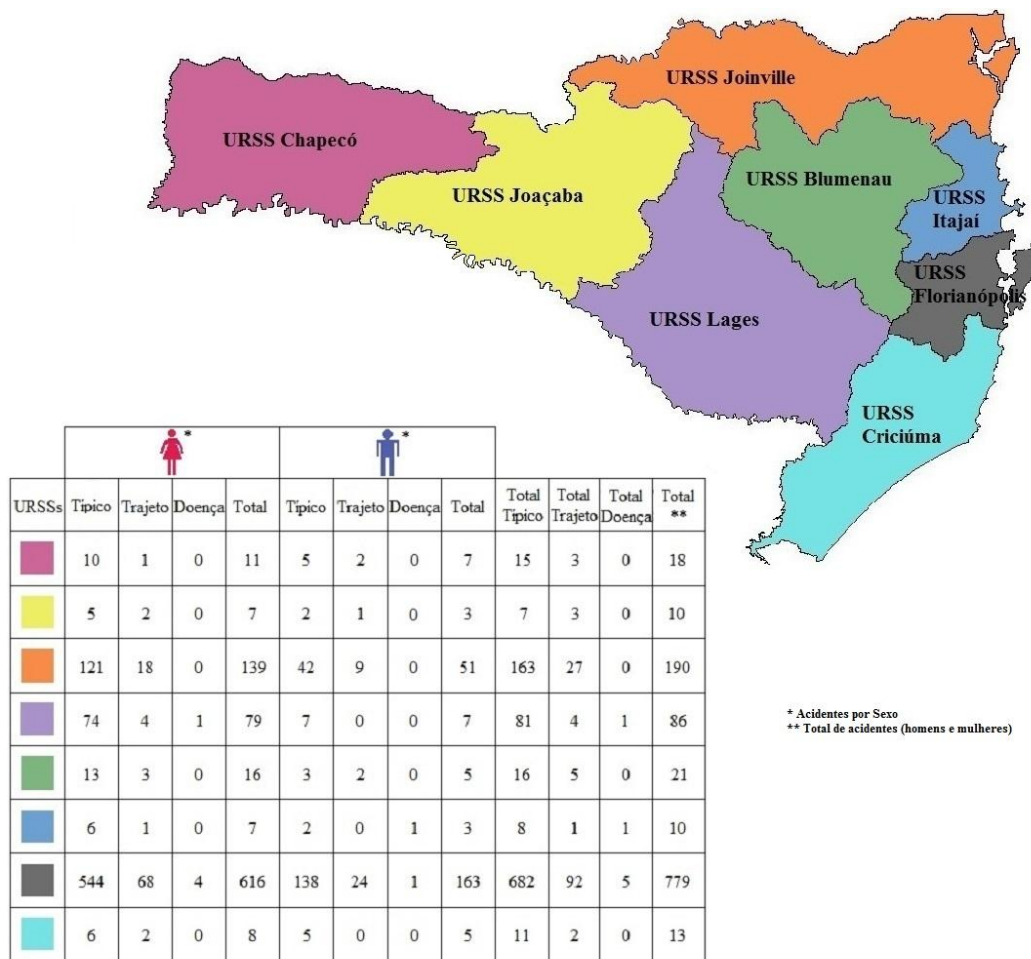 URSS Joinville
URSS Chapecó
URSS Joaçaba
URSS Blumenau
URSS
Itajaí
URSS
Florianópolis
URSS Lages
URSS
Criciúma
* *
URSSs Típico Trajeto Doença Total Típico Trajeto Doença Total Total Típico Total Trajeto Total Doença Total **
10 1 0 11 5 2 0 7 15 3 0 18
5 2 0 7 2 1 0 3 7 3 0 10
121 18 0 139 42 9 0 51 163 27 0 190
74 4 1 79 7 0 0 7 81 4 1 86
13 3 0 16 3 2 0 5 16 5 0 21
6 1 0 7 2 0 1 3 8 1 1 10
544 68 4 616 138 24 1 163 682 92 5 779
6 2 0 8 5 0 0 5 11 2 0 13
* Acidentes por Sexo
** Total de acidentes (homens e mulheres)